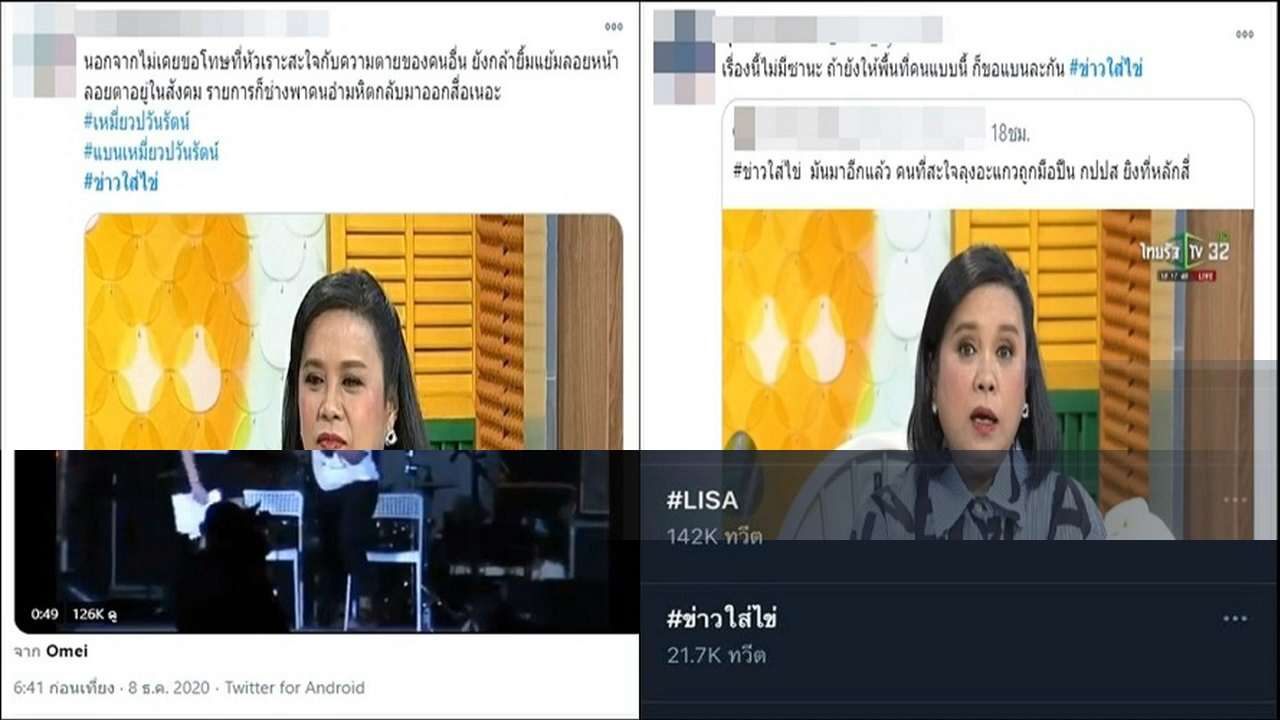 นอกจากไม่เคยขอโทษที่หัวเราะสะใจกับความตายของคนอื่น ยังกล้ายิ้มแย้มลอยหน้า
ลอยตาอยู่ในสังคม รายการก็ช่างพาคนอำมหิตกลับมาออกสื่อเนอะ
#เหมี่ยวปวันรัตน์
#แบนเหมี่ยวปวันรัตน์
#ข่าวใส่ไข่
0:49 126K ดู
จาก Omei
6:41 ก่อนเที่ยง · 8 ธ.ค. 2020 · Twitter for Android
เรื่องนี้ไม่มีซานะ ถ้ายังให้พื้นที่คนแบบนี้ ก็ขอแบนละกัน #ข่าวใส่ไข่
18ชม.
#ข่าวใส่ไข่ มันมาอีกแล้ว คนที่สะใจลุงอะแกวถูกมือปืน กปปส ยิงที่หลักสี่
ไทยรัฐ TV 32
LIVE
#LISA
142K ทวีต
#ข่าวใส่ไข่
21.7K ทวีต